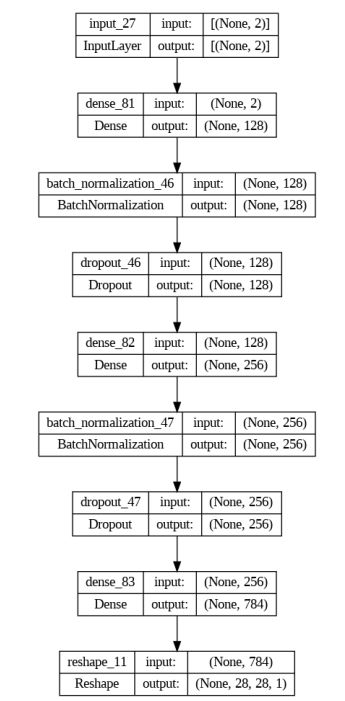 input_27 input: [(None, 2)]
InputLayer output: [(None, 2)]
dense_81 input: (None, 2)
Dense output: (None, 128)
batch_normalization_46 input: (None, 128)
BatchNormalization output: (None, 128)
dropout_46 input: (None, 128)
Dropout output: (None, 128)
dense_82 input: (None, 128)
Dense output: (None, 256)
batch_normalization_47 input: (None, 256)
BatchNormalization output: (None, 256)
dropout_47 input: (None, 256)
Dropout output: (None, 256)
dense_83 input: (None, 256)
Dense output: (None, 784)
reshape_11 input: (None, 784)
Reshape output: (None, 28, 28, 1)